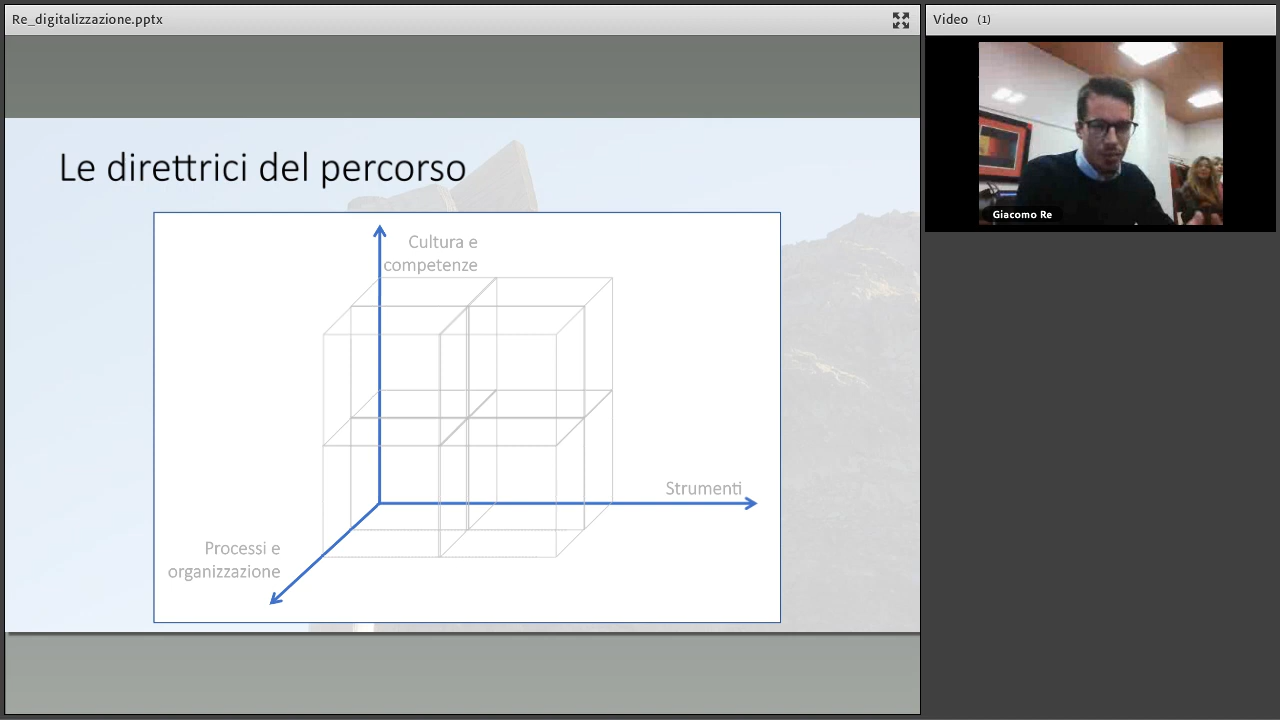 Re_digitalizzazione.pptx
Video (1)
Giacomo Re
Le direttrici del percorso
Cultura e
competenze
Strumenti
Processi e
organizzazione